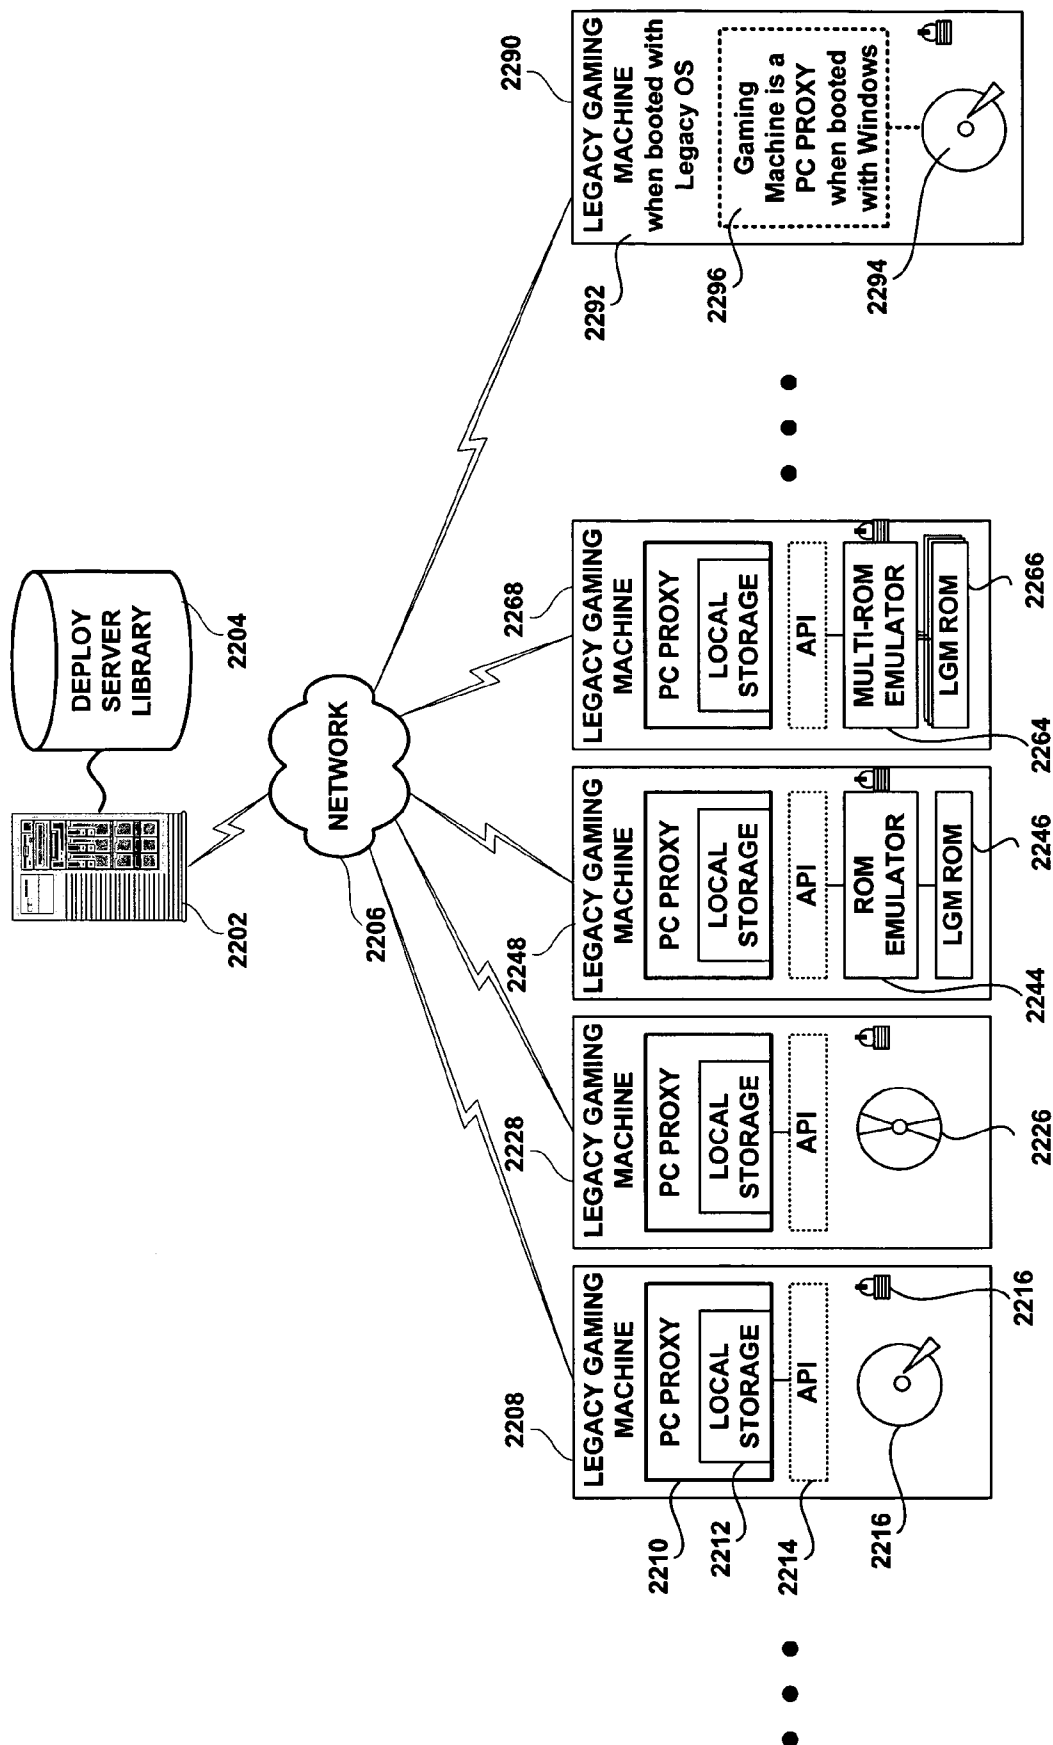 DEPLOY
SERVER
LIBRARY
2204
2202
NETWORK
2206
2208
LEGACY GAMING
MACHINE
PC PROXY
LOCAL
STORAGE
API
2210
2212
2214
2216
2216
2228
LEGACY GAMING
MACHINE
PC PROXY
LOCAL
STORAGE
API
2226
2248
LEGACY GAMING
MACHINE
PC PROXY
LOCAL
STORAGE
API
ROM
EMULATOR
LGM ROM
2244
2246
2268
LEGACY GAMING
MACHINE
PC PROXY
LOCAL
STORAGE
API
MULTI-ROM
EMULATOR
LGM ROM
2264
2266
2290
LEGACY GAMING
MACHINE
when booted with
Legacy OS
Gaming
Machine is a
PC PROXY
when booted
with Windows
2292
2296
2294